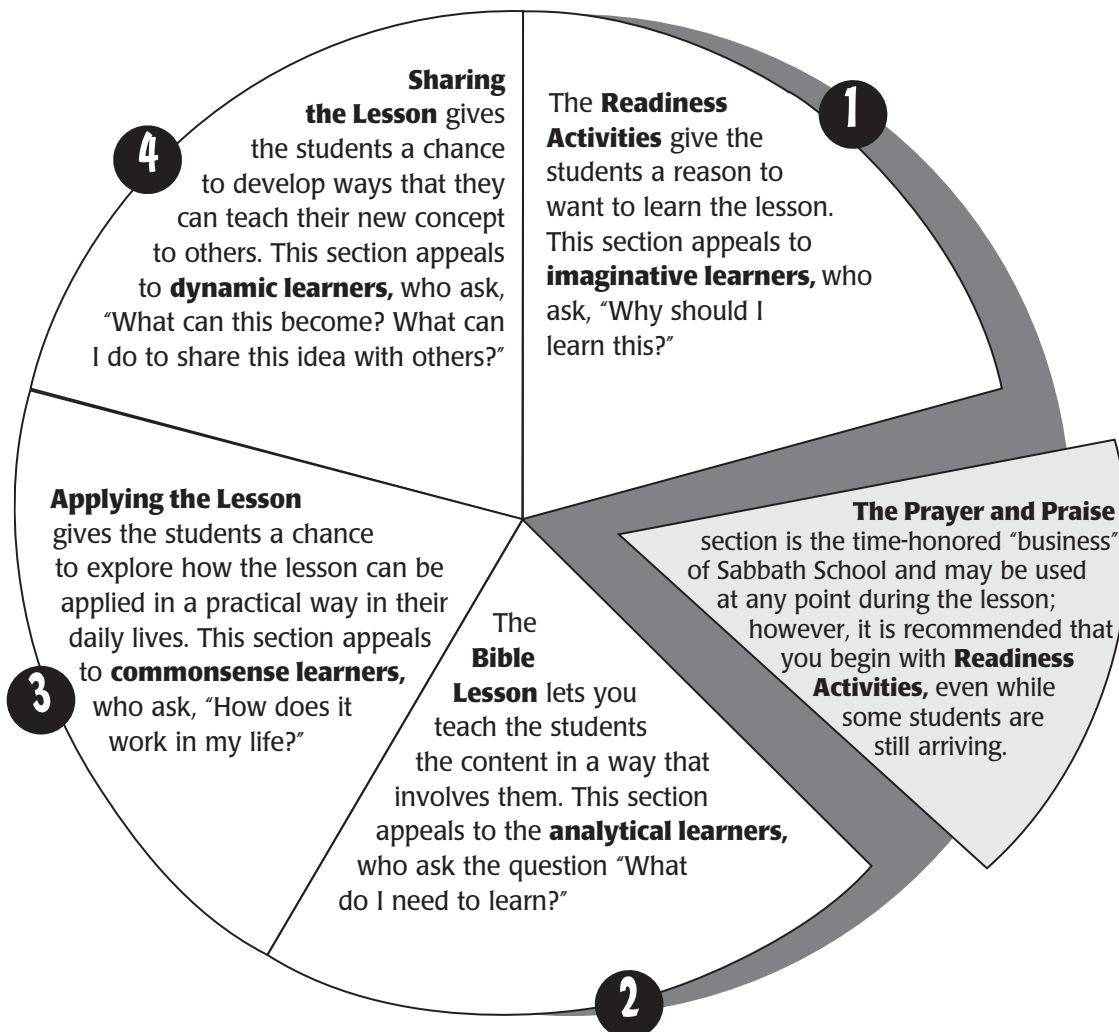 1
The Readiness
Activities give the
students a reason to
want to learn the lesson.
This section appeals to
imaginative learners, who
ask, “Why should I
learn this?”
The Prayer and Praise
section is the time-honored “business”
of Sabbath School and may be used
at any point during the lesson;
however, it is recommended that
you begin with Readiness
Activities, even while
some students are
still arriving.
2
The
Bible
Lesson lets you
teach the students
the content in a way that
involves them. This section
appeals to the analytical learners,
who ask the question “What
do I need to learn?”
3
Applying the Lesson
gives the students a chance
to explore how the lesson can be
applied in a practical way in their
daily lives. This section appeals
to commonsense learners,
who ask, “How does it
work in my life?”
4
Sharing
the Lesson gives
the students a chance
to develop ways that they
can teach their new concept
to others. This section appeals
to dynamic learners, who ask,
“What can this become? What can
I do to share this idea with others?”